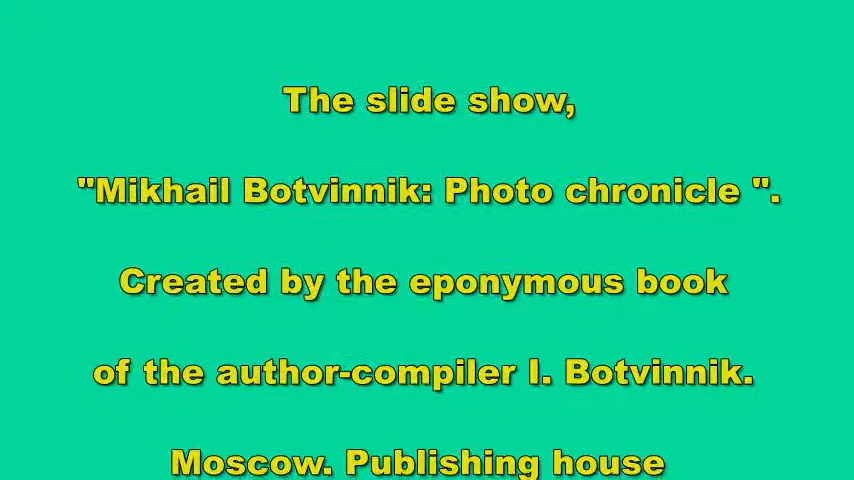 The slide show,
"Mikhail Botvinnik: Photo chronicle ".
Created by the eponymous book
of the author-compiler I. Botvinnik.
Moscow. Publishing house